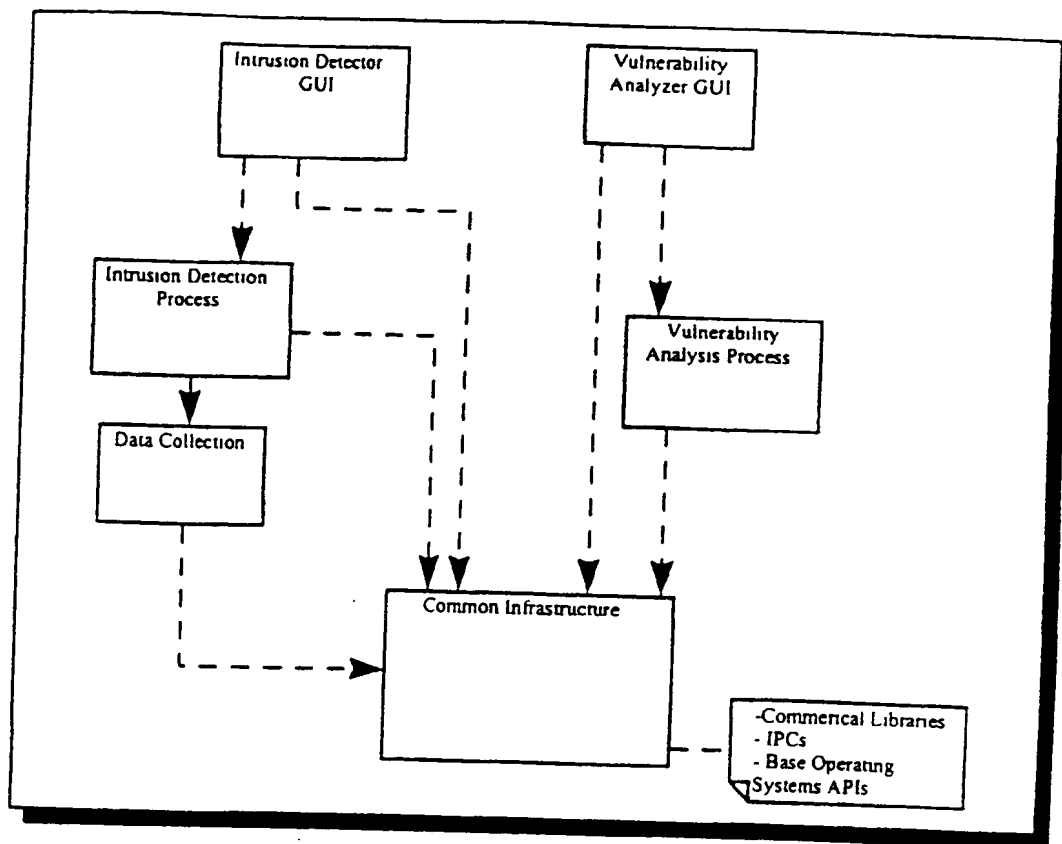 Intrusion Detector
GUI
Vulnerability
Analyzer GUI
Intrusion Detection
Process
Vulnerability
Analysis Process
Data Collection
Common Infrastructure
-Commerical Libraries
- IPCs
- Base Operating
Systems APIs